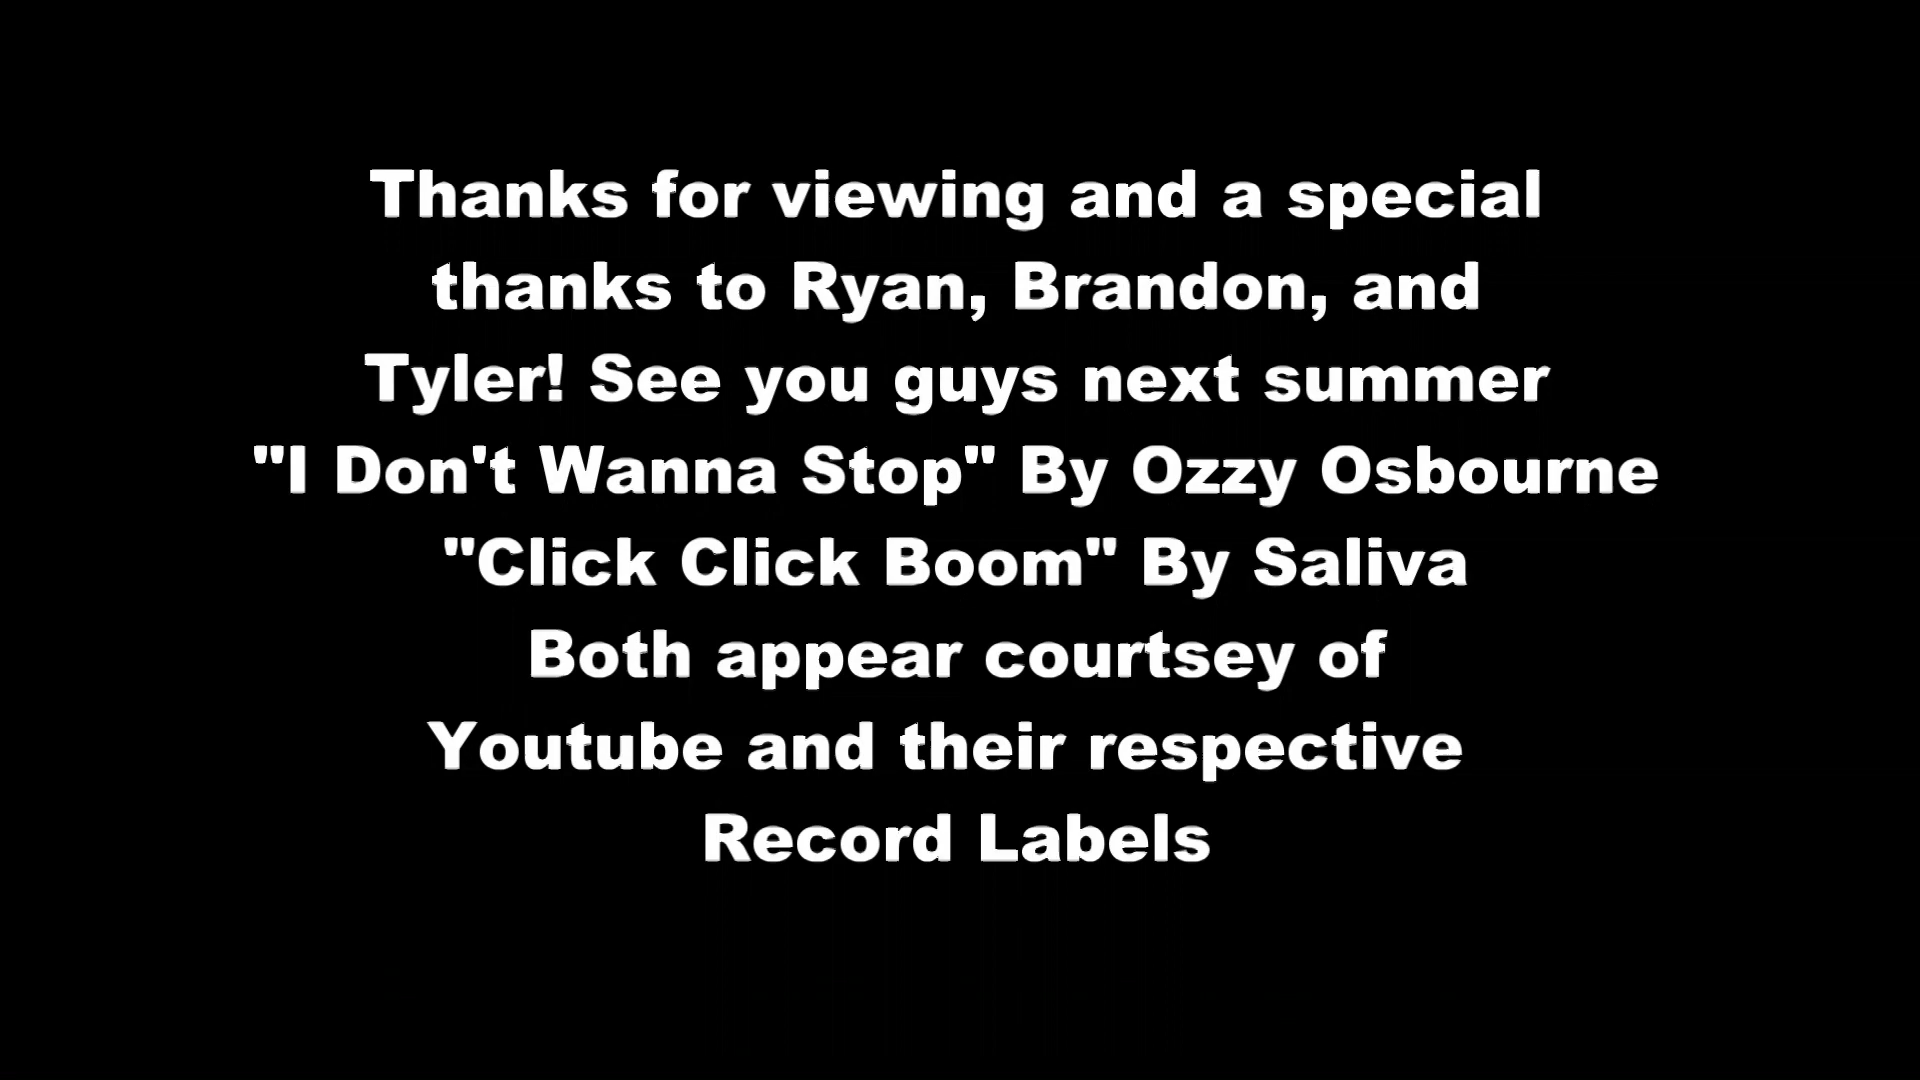 Thanks for viewing and a special
thanks to Ryan, Brandon, and
Tyler! See you guys next summer
"I Don't Wanna Stop" By Ozzy Osbourne
"Click Click Boom" By Saliva
Both appear courtsey of
Youtube and their respective
Record Labels